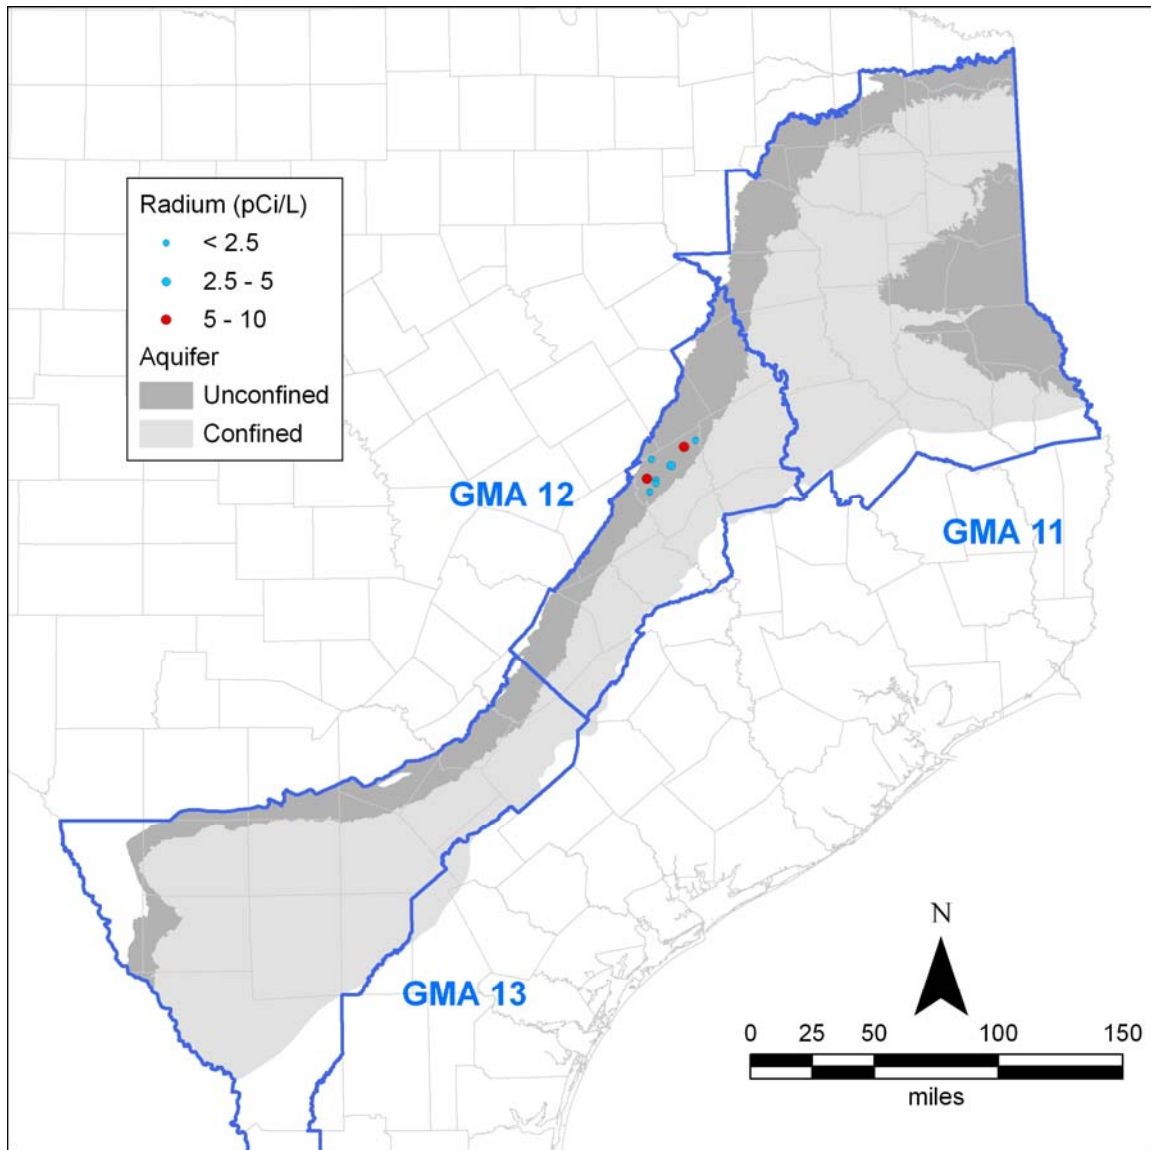 Radium (pCi/L)
< 2.5
2.5 - 5
5 - 10
Aquifer
Unconfined
Confined
GMA 12
GMA 11
GMA 13
N
0 25 50 100 150
miles